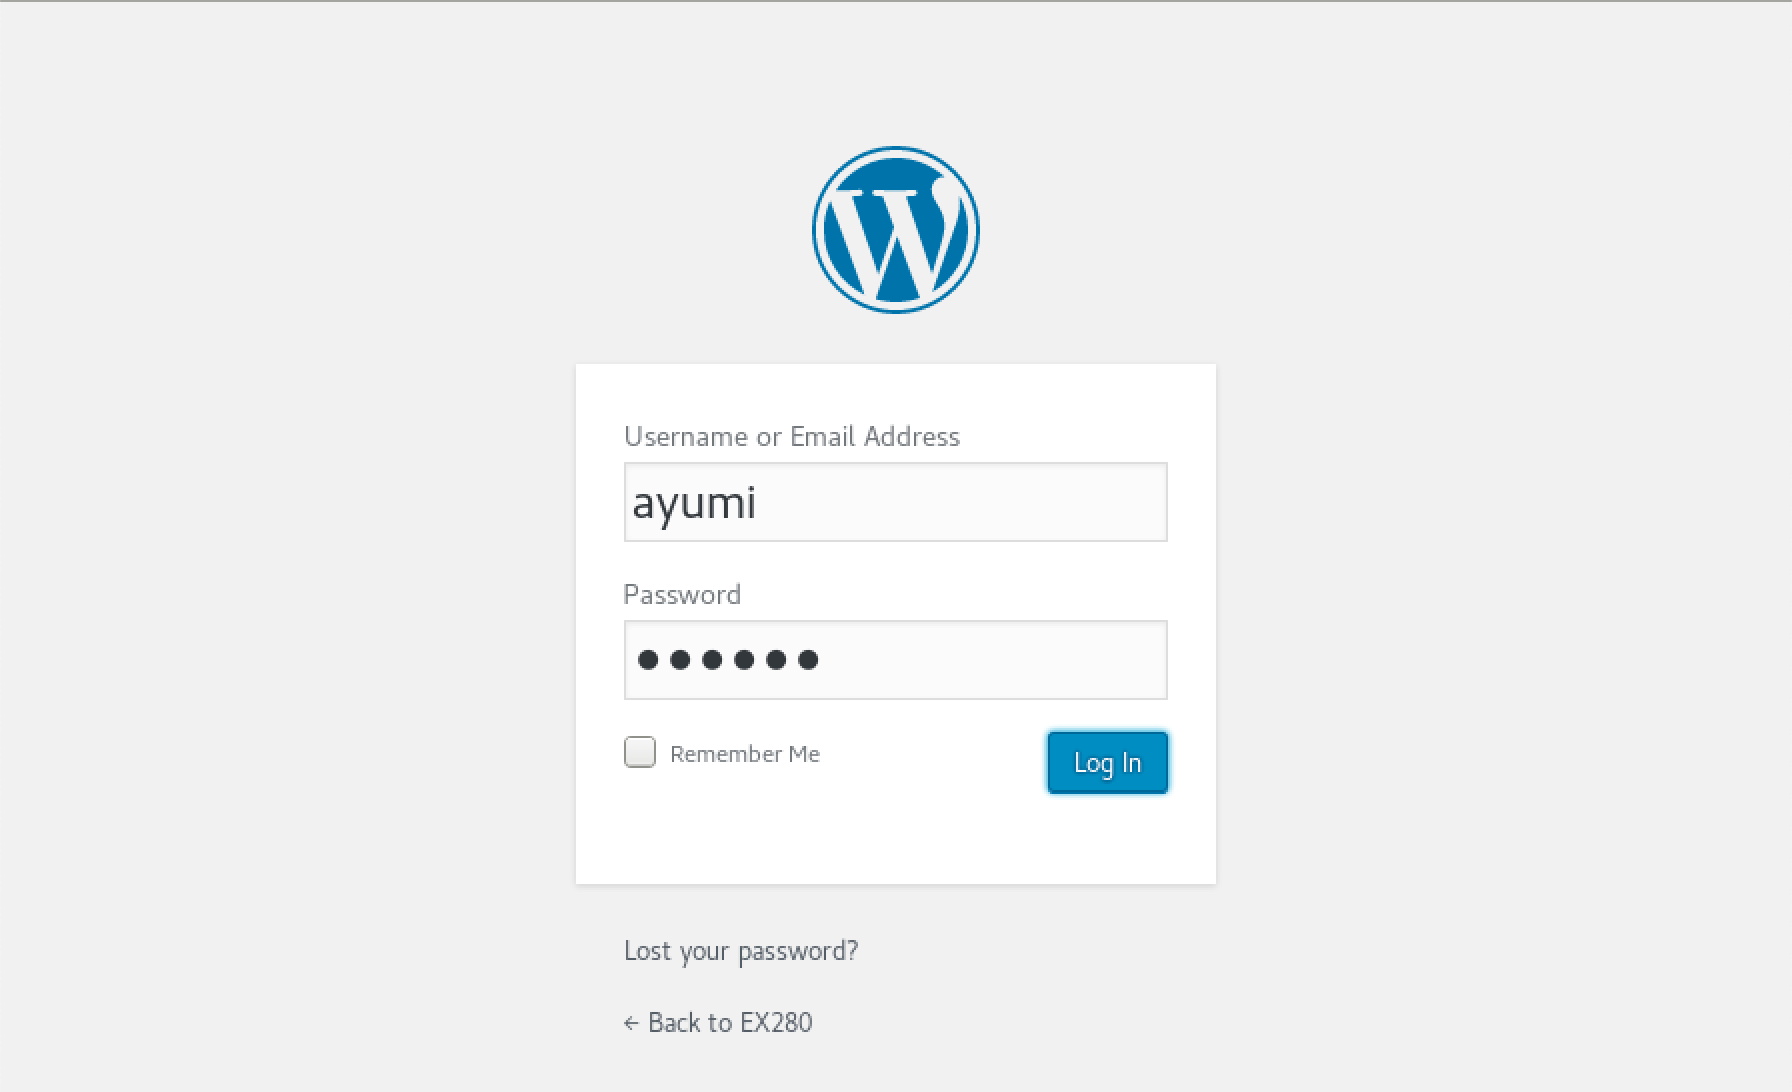 Username or Email Address
ayumi
Password
●●●●●●
Remember Me
Log In
Lost your password?
← Back to EX280